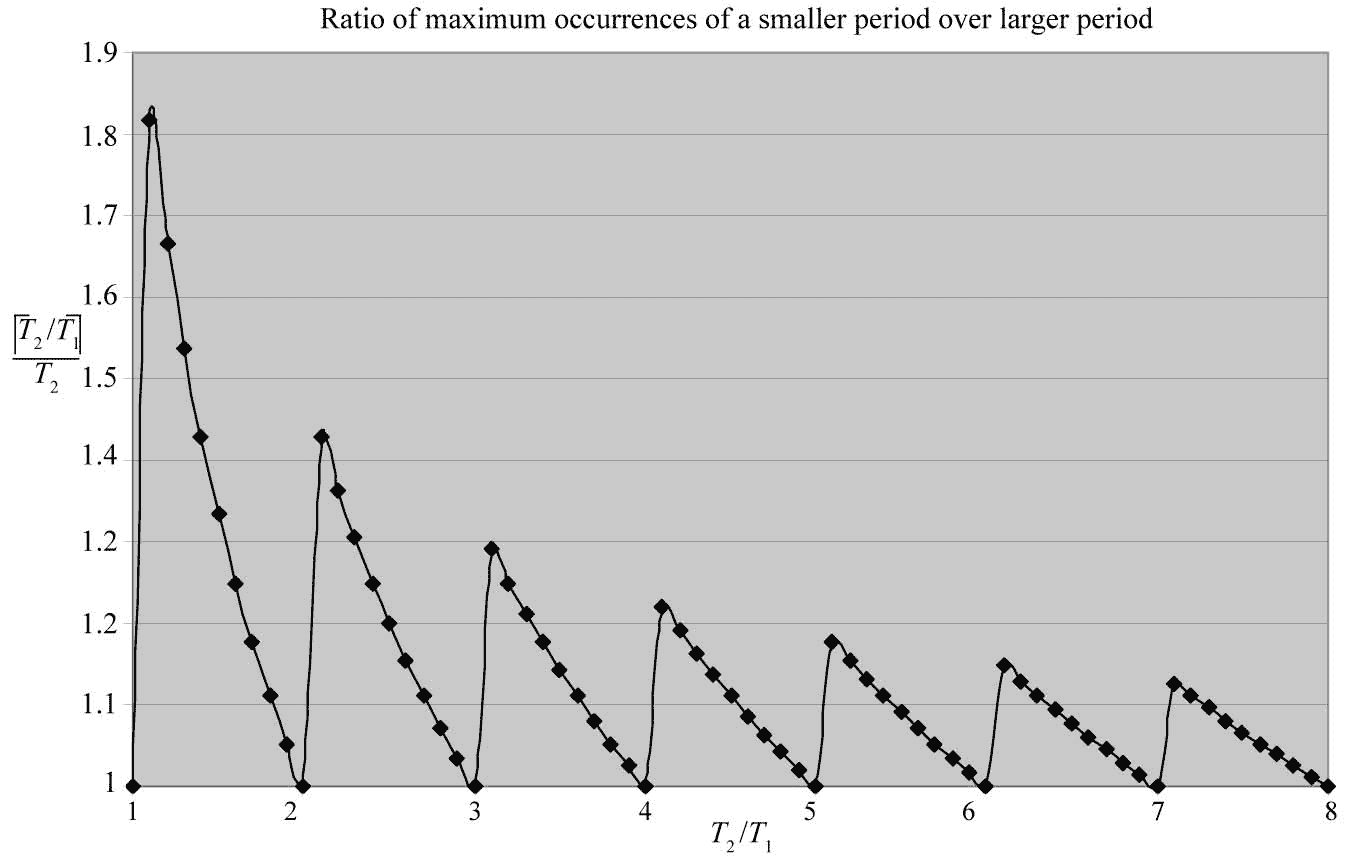 Ratio of maximum occurrences of a smaller period over larger period
1.9
1.8
1.7
1.6
⌈T₂/T₁⌉
T₂
1.5
1.4
1.2
1.2
1.1
1
1 2 3 4 5 6 7 8
T₂/T₁